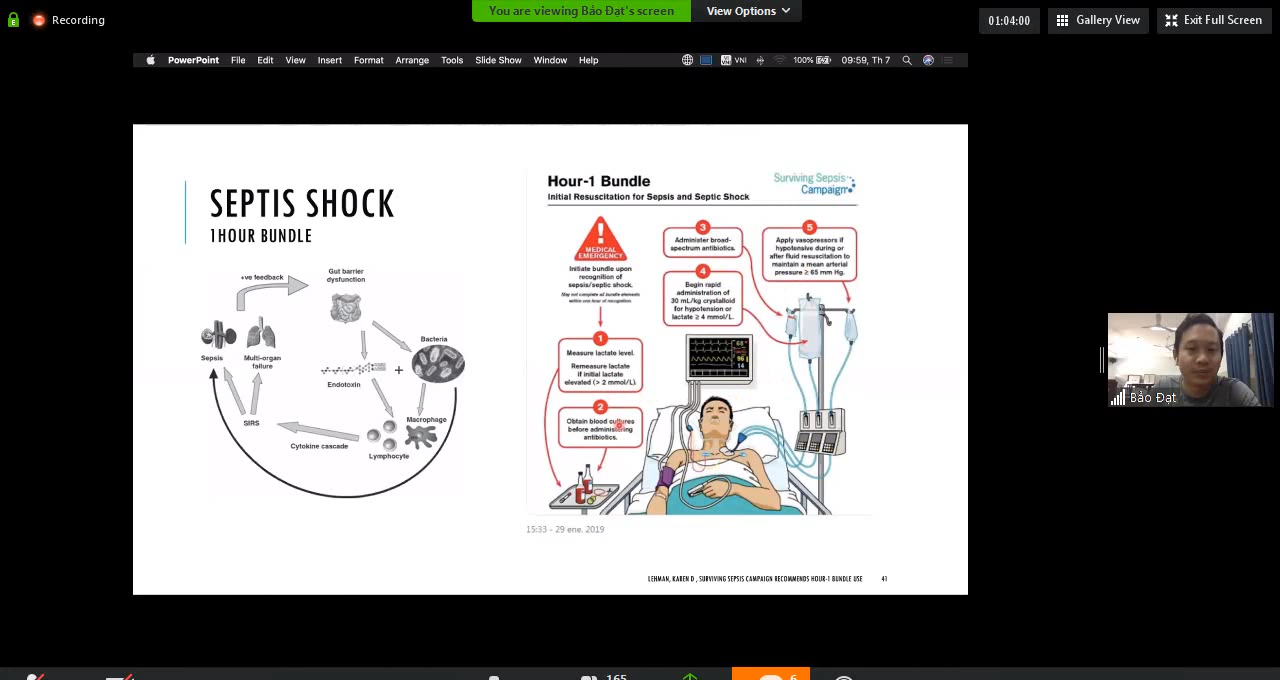 E
Recording
You are viewing Bảo Đạt's screen
View Options
01:04:00
Gallery View
Exit Full Screen
PowerPoint File Edit View Insert Format Arrange Tools Slide Show Window Help
VNI
100%
09:59, Th 7
SEPTIS SHOCK
1HOUR BUNDLE
+ve feedback
Gut barrier
dysfunction
Bacteria
Sepsis
Multi-organ
failure
Endotoxin
+
SIRS
Macrophage
Cytokine cascade
Lymphocyte
Hour-1 Bundle
Initial Resuscitation for Sepsis and Septic Shock
Surviving Sepsis
Campaign
!
MEDICAL
EMERGENCY
Initiate bundle upon
recognition of
sepsis/septic shock.
May not complete all bundle elements
within one hour of recognition.
1
Measure lactate level.
Remeasure lactate
if initial lactate
elevated (> 2 mmol/L).
2
Obtain blood cultures
before administering
antibiotics.
3
Administer broad-
spectrum antibiotics.
4
Begin rapid
administration of
30 mL/kg crystalloid
for hypotension or
lactate ≥ 4 mmol/L.
5
Apply vasopressors if
hypotensive during or
after fluid resuscitation to
maintain a mean arterial
pressure ≥ 65 mm Hg.
15:33 - 29 ene. 2019
LEHMAN, KAREN D , SURVIVING SEPSIS CAMPAIGN RECOMMENDS HOUR-1 BUNDLE USE
41
Bảo Đạt
165
6